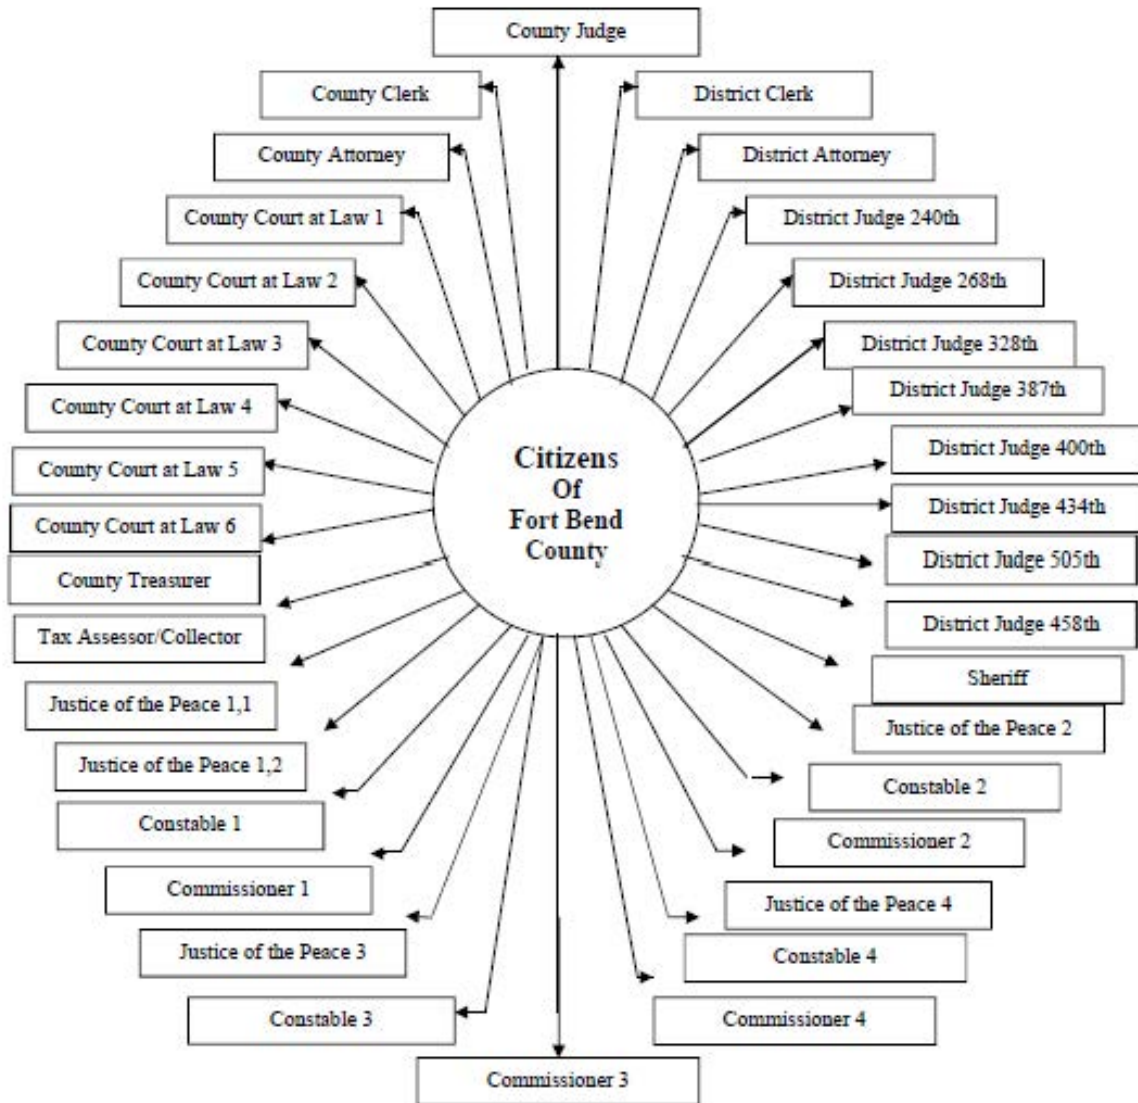 County Judge
County Clerk
District Clerk
County Attorney
District Attorney
County Court at Law 1
District Judge 240th
County Court at Law 2
District Judge 268th
County Court at Law 3
District Judge 328th
District Judge 387th
County Court at Law 4
District Judge 400th
County Court at Law 5
Citizens
Of
Fort Bend
County
District Judge 434th
County Court at Law 6
District Judge 505th
County Treasurer
District Judge 458th
Tax Assessor/Collector
Sheriff
Justice of the Peace 1,1
Justice of the Peace 2
Justice of the Peace 1,2
Constable 2
Constable 1
Commissioner 2
Commissioner 1
Justice of the Peace 4
Justice of the Peace 3
Constable 4
Constable 3
Commissioner 4
Commissioner 3